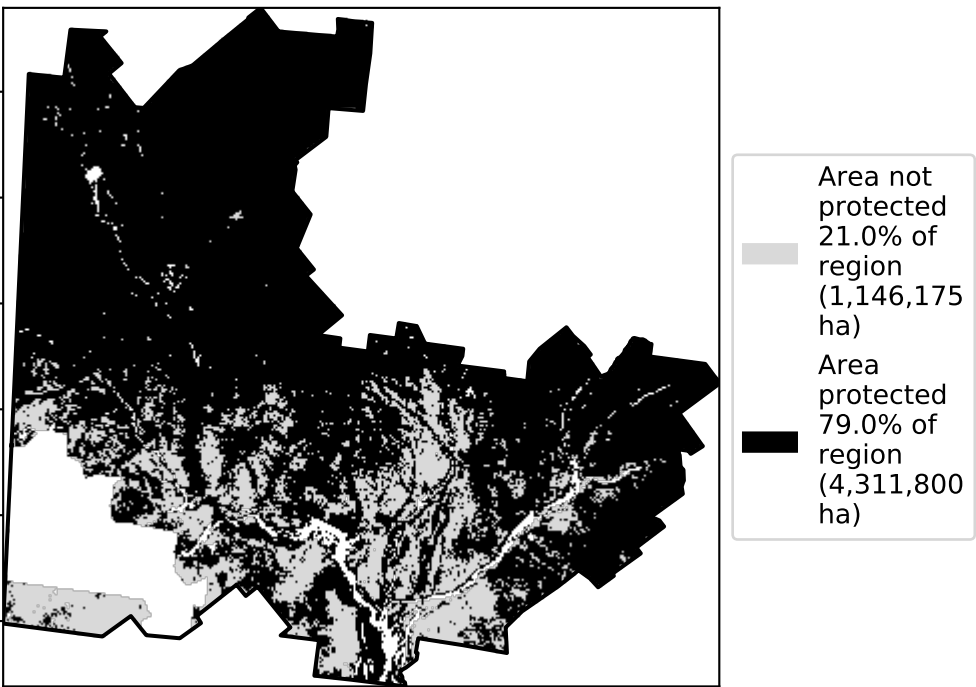 Area not
protected
21.0% of
region
(1,146,175
ha)
Area
protected
79.0% of
region
(4,311,800
ha)